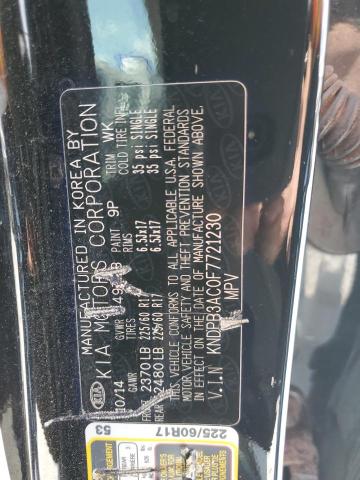 MANUFACTURED IN KOREA BY
KIA MOTORS CORPORATION
10/14 GVWR PAINT 9P TRIM WK
GAWR TIRES RIMS COLD TIRE INFL
2370 LB 225/60 R17 6.5Jx17 35 psi SINGLE
REAR 2480 LB 225/60 R17 6.5Jx17 35 psi SINGLE
THIS VEHICLE CONFORMS TO ALL APPLICABLE U.S.A. FEDERAL
MOTOR VEHICLE SAFETY AND THEFT PREVENTION STANDARDS
IN EFFECT ON THE DATE OF MANUFACTURE SHOWN ABOVE.
V.I.N KNDPB3AC0F7721230
MPV
225/60R17 53